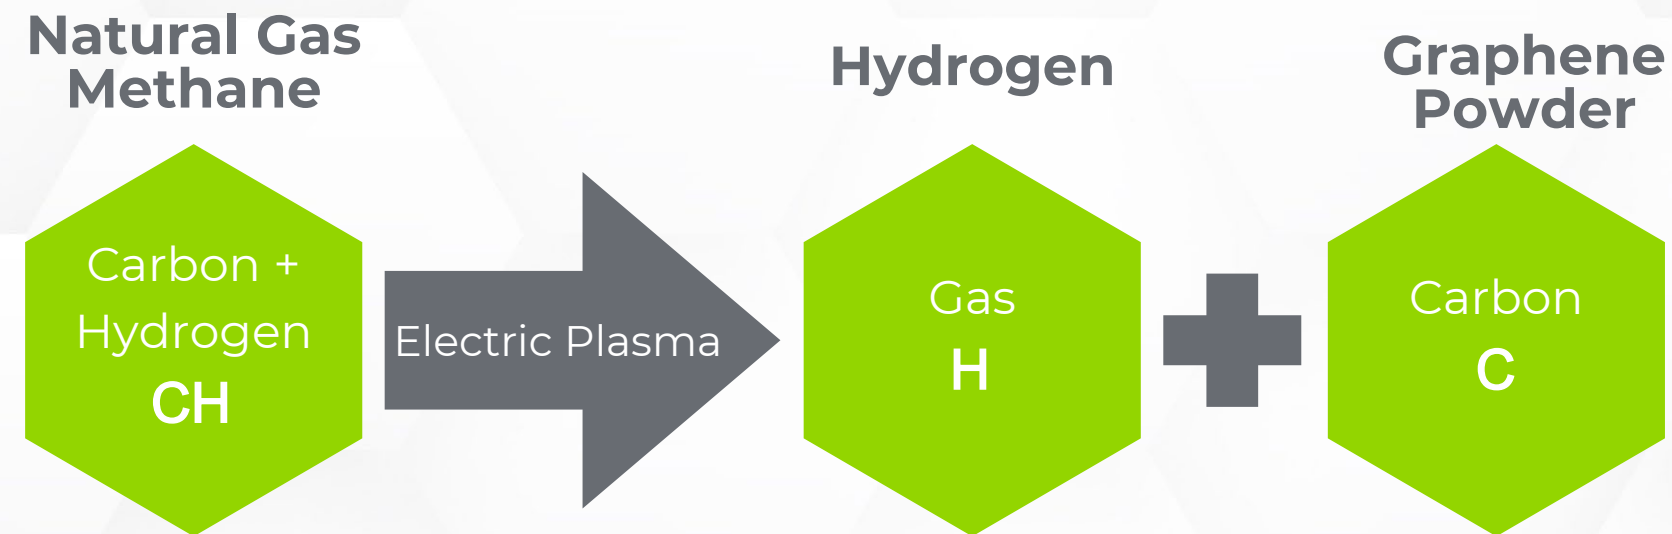 Natural Gas
Methane
Carbon +
Hydrogen
CH
Electric Plasma
Hydrogen
Gas
H
Graphene
Powder
Carbon
C